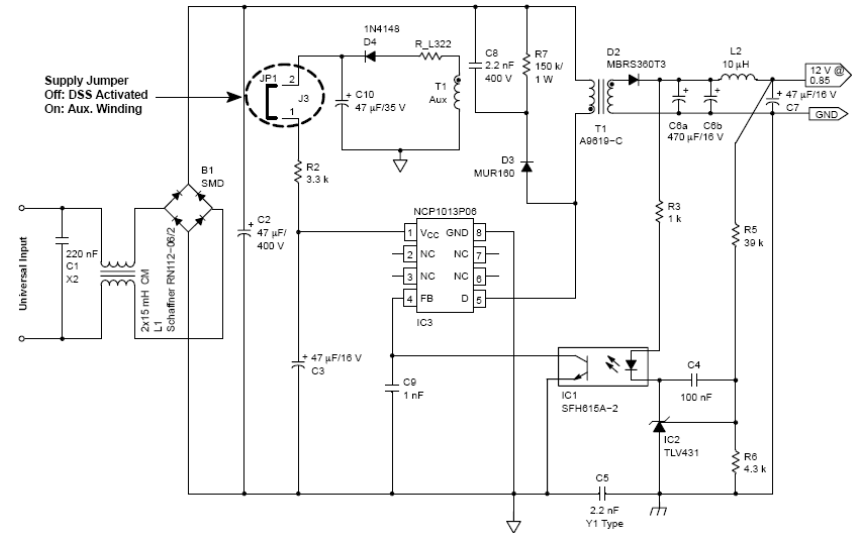 1N4148
D4
R_L322
JP1
2
C8
2.2 nF
400 V
R7
150 k/
1 W
D2
MBRS360T3
L2
10 µH
12 V @
0.85
Supply Jumper
Off: DSS Activated
On: Aux. Winding
J3
1
C10
47 µF/35 V
T1
Aux
T1
A9619-C
C6a
470 µF/16 V
C6b
47 µF/16 V
C7
GND
B1
SMD
R2
3.3 k
D3
MUR160
R3
1 k
R5
39 k
Universal Input
220 nF
C1
X2
2x15 mH CM
L1
Schaffner RN112-06/2
C2
47 µF/
400 V
NCP1013P06
1 VCC GND 8
2 NC NC 7
3 NC NC 6
4 FB D 5
IC3
47 µF/16 V
C3
C9
1 nF
IC1
SFH615A-2
C4
100 nF
IC2
TLV431
R6
4.3 k
C5
2.2 nF
Y1 Type